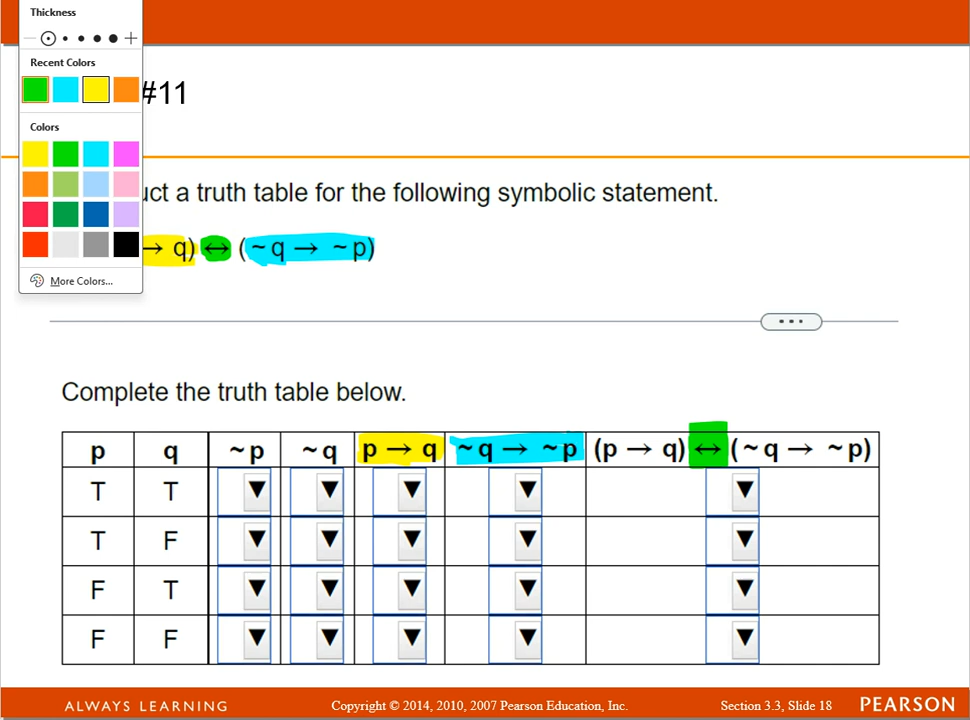 Thickness
Recent Colors
#11
Colors
uct a truth table for the following symbolic statement.
→ q) ↔ (~q → ~p)
More Colors...
Complete the truth table below.
p q ~p ~q p → q ~q → ~p (p → q) ↔ (~q → ~p)
T T ▼ ▼ ▼ ▼ ▼
T F ▼ ▼ ▼ ▼ ▼
F T ▼ ▼ ▼ ▼ ▼
F F ▼ ▼ ▼ ▼ ▼
ALWAYS LEARNING Copyright © 2014, 2010, 2007 Pearson Education, Inc. Section 3.3, Slide 18 PEARSON